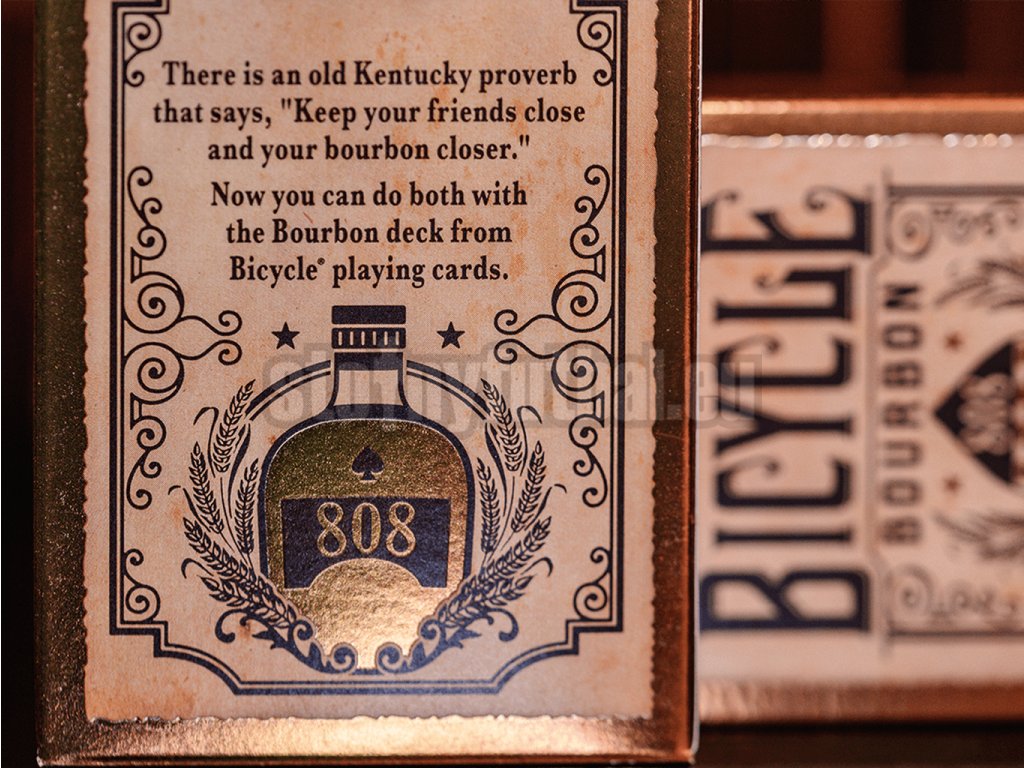 There is an old Kentucky proverb
that says, "Keep your friends close
and your bourbon closer."
Now you can do both with
the Bourbon deck from
Bicycle® playing cards.
808
BICYCLE
BOURBON
808